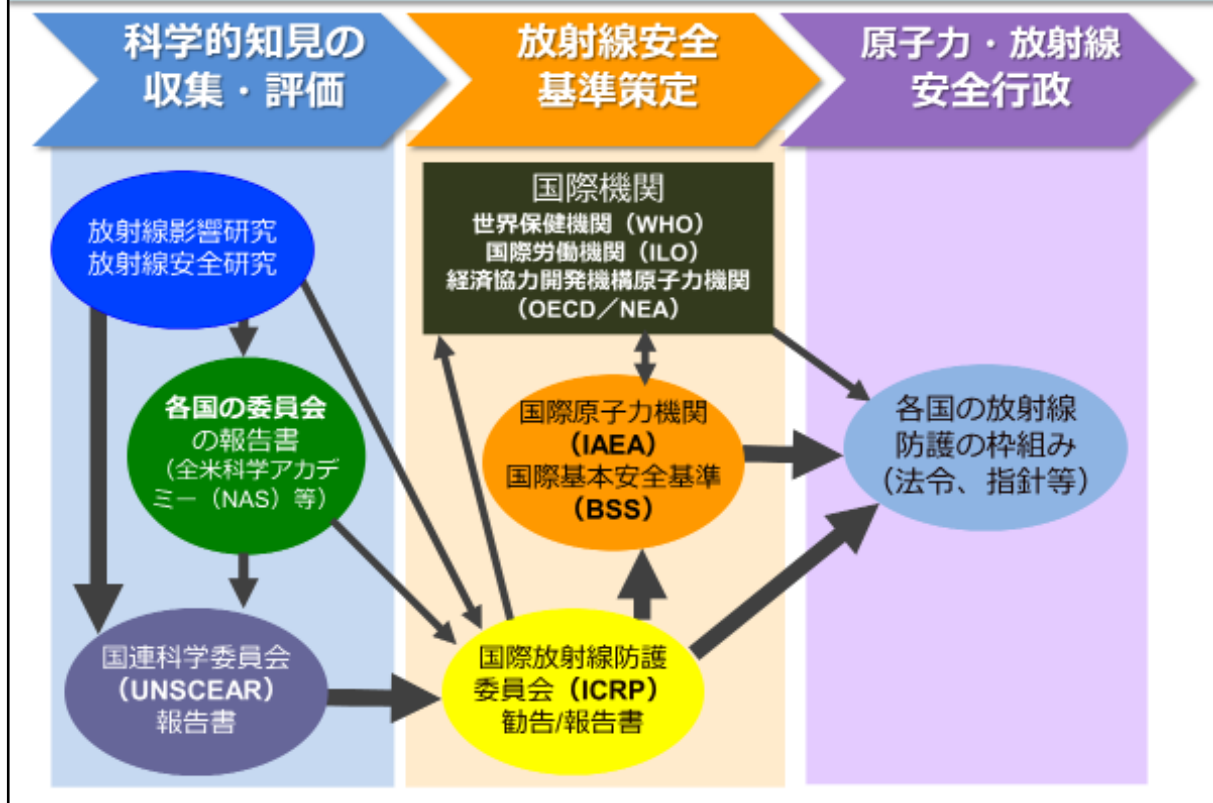 科学的知見の
収集・評価
放射線安全
基準策定
原子力・放射線
安全行政
放射線影響研究
放射線安全研究
各国の委員会
の報告書
（全米科学アカデ
ミー（NAS）等）
国連科学委員会
（UNSCEAR）
報告書
国際機関
世界保健機関（WHO）
国際労働機関（ILO）
経済協力開発機構原子力機関
（OECD／NEA）
国際原子力機関
（IAEA）
国際基本安全基準
（BSS）
国際放射線防護
委員会（ICRP）
勧告/報告書
各国の放射線
防護の枠組み
（法令、指針等）